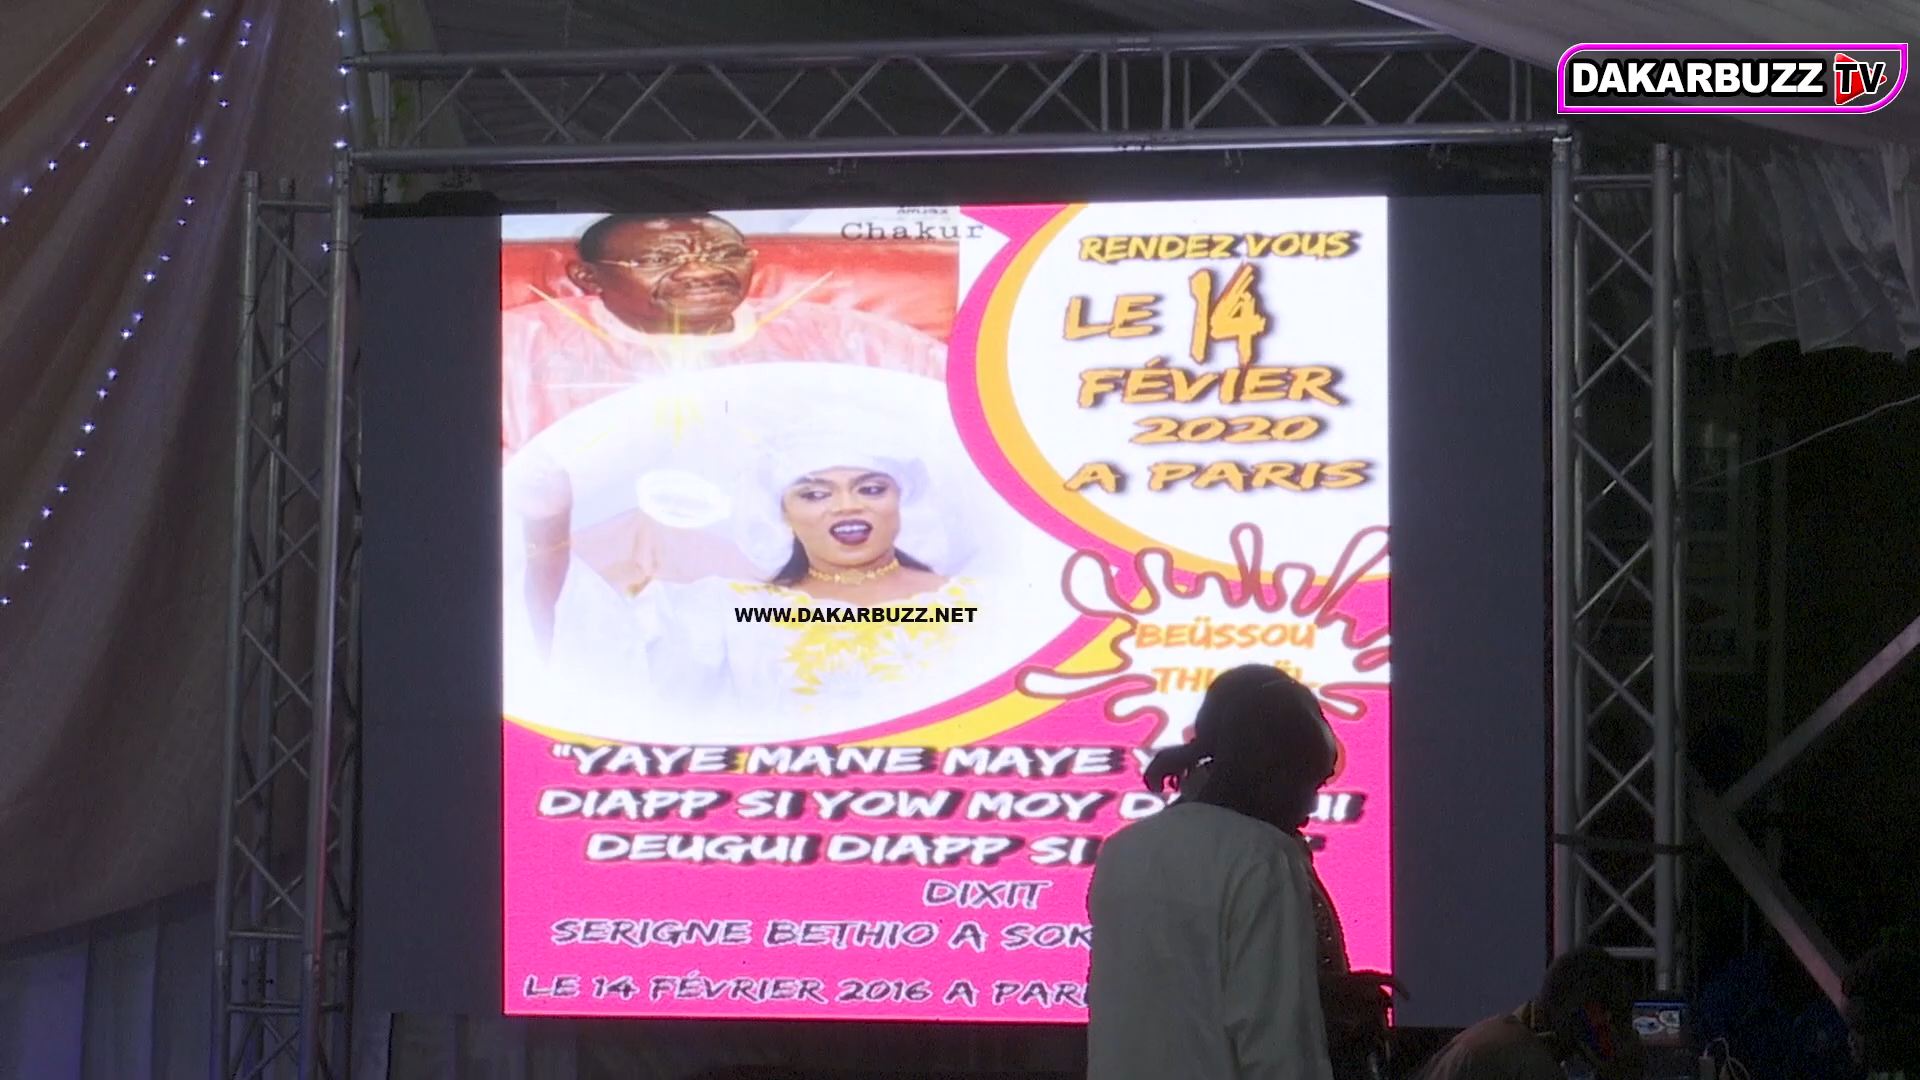 DAKARBUZZ TV
Chakur
RENDEZ VOUS
LE 14
FÉVIER
2020
A PARIS
WWW.DAKARBUZZ.NET
BEÜSSOU
"YAYE MANE MAYE
DIAPP SI YOW MOY
DEUGUI DIAPP SI
DIXIT
SERIGNE BETHIO A
LE 14 FÉVRIER 2016 A